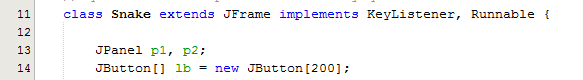 11 class Snake extends JFrame implements KeyListener, Runnable {
12
13 JPanel p1, p2;
14 JButton[] lb = new JButton[200];